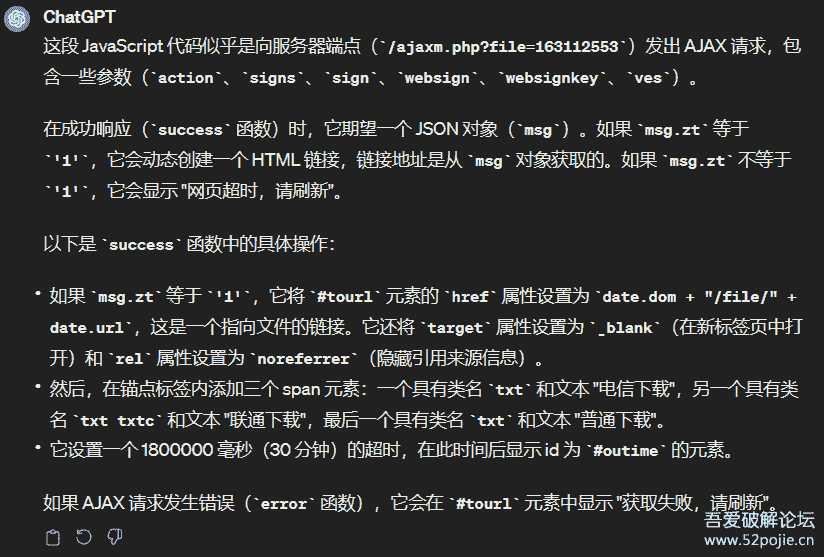 ChatGPT
这段 JavaScript 代码似乎是向服务器端点（`/ajaxm.php?file=163112553`）发出 AJAX 请求，包
含一些参数（`action`、`signs`、`sign`、`websign`、`websignkey`、`ves`）。
在成功响应（`success` 函数）时，它期望一个 JSON 对象（`msg`）。如果 `msg.zt` 等于
`'1'`，它会动态创建一个 HTML 链接，链接地址是从 `msg` 对象获取的。如果 `msg.zt` 不等于
`'1'`，它会显示 "网页超时，请刷新"。
以下是 `success` 函数中的具体操作：
• 如果 `msg.zt` 等于 `'1'`，它将 `#tourl` 元素的 `href` 属性设置为 `date.dom + "/file/" +
date.url`，这是一个指向文件的链接。它还将 `target` 属性设置为 `_blank`（在新标签页中打
开）和 `rel` 属性设置为 `noreferrer`（隐藏引用来源信息）。
• 然后，在锚点标签内添加三个 span 元素：一个具有类名 `txt` 和文本 "电信下载"，另一个具有类
名 `txt txtc` 和文本 "联通下载"，最后一个具有类名 `txt` 和文本 "普通下载"。
• 它设置一个 1800000 毫秒（30 分钟）的超时，在此时间后显示 id 为 `#outime` 的元素。
如果 AJAX 请求发生错误（`error` 函数），它会在 `#tourl` 元素中显示 "获取失败，请刷新"。
吾爱破解论坛
www.52pojie.cn